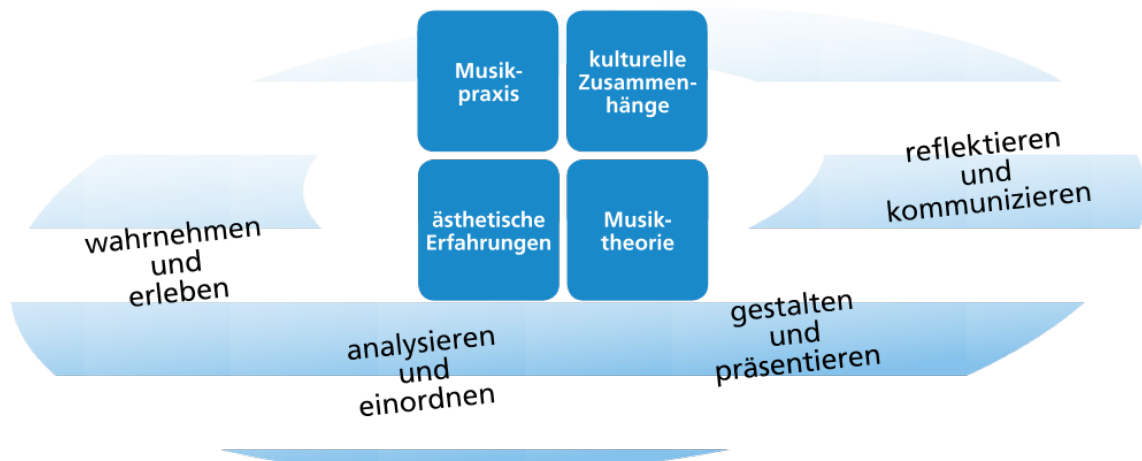 Musik-
praxis
kulturelle
Zusammen-
hänge
ästhetische
Erfahrungen
Musik-
theorie
wahrnehmen
und
erleben
analysieren
und
einordnen
gestalten
und
präsentieren
reflektieren
und
kommunizieren